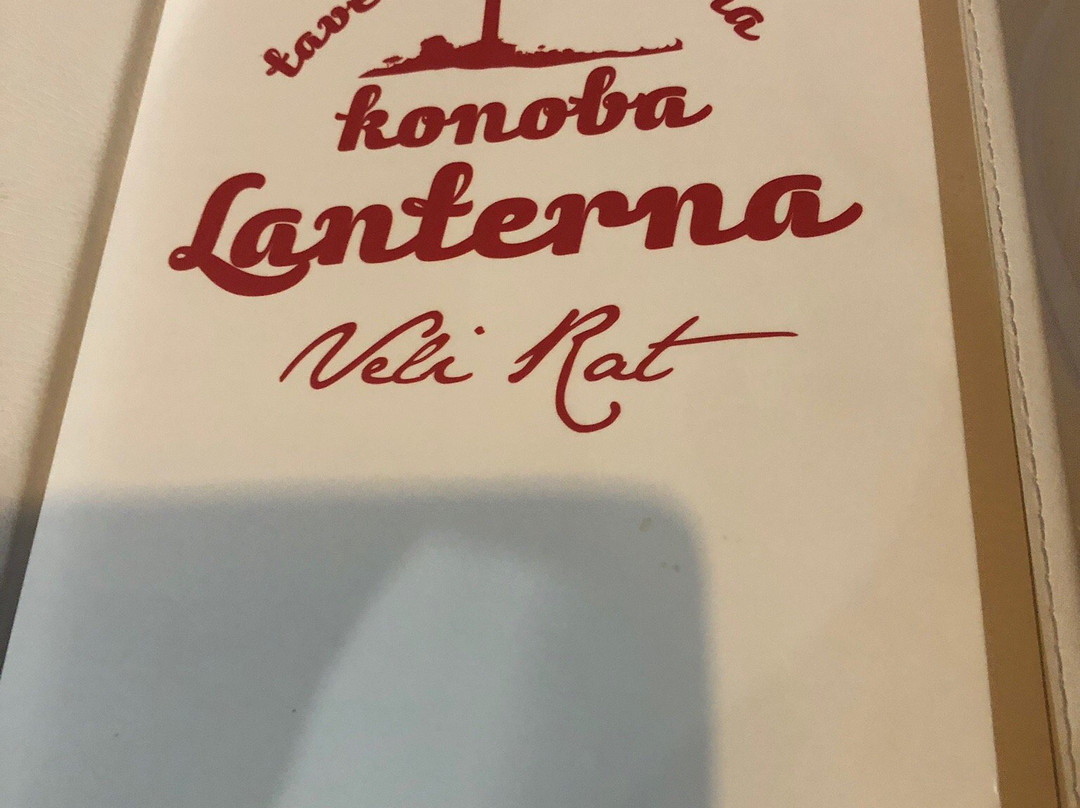 konoba
Lanterna
Veli Rat